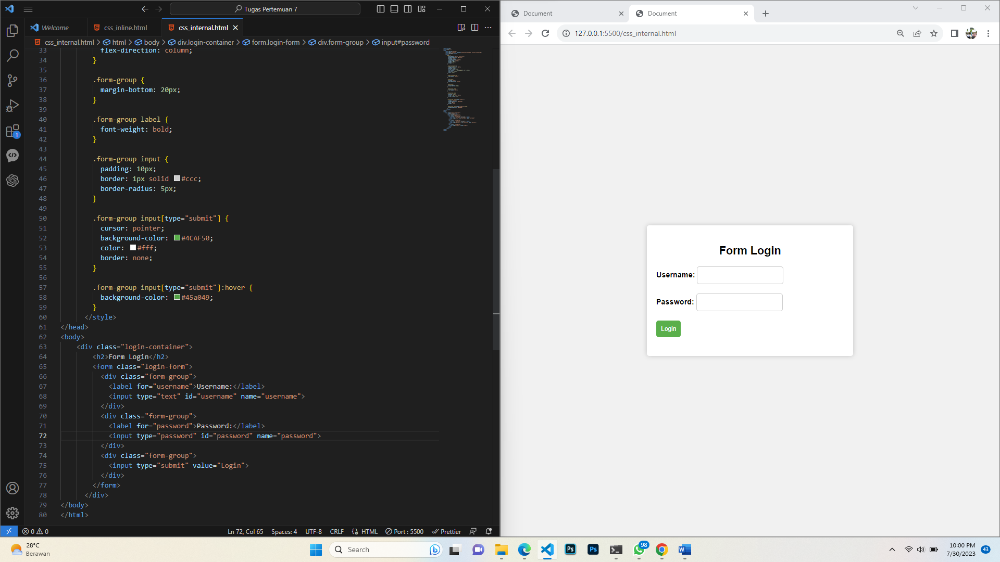 Tugas Pertemuan 7
Welcome
css_inline.html
css_internal.html
css_internal.html > html > body > div.login-container > form.login-form > div.form-group > input#password
33 flex-direction: column;
34 }
35
36 .form-group {
37 margin-bottom: 20px;
38 }
39
40 .form-group label {
41 font-weight: bold;
42 }
43
44 .form-group input {
45 padding: 10px;
46 border: 1px solid #ccc;
47 border-radius: 5px;
48 }
49
50 .form-group input[type="submit"] {
51 cursor: pointer;
52 background-color: #4CAF50;
53 color: #fff;
54 border: none;
55 }
56
57 .form-group input[type="submit"]:hover {
58 background-color: #45a049;
59 }
60 </style>
61 </head>
62 <body>
63 <div class="login-container">
64 <h2>Form Login</h2>
65 <form class="login-form">
66 <div class="form-group">
67 <label for="username">Username:</label>
68 <input type="text" id="username" name="username">
69 </div>
70 <div class="form-group">
71 <label for="password">Password:</label>
72 <input type="password" id="password" name="password">
73 </div>
74 <div class="form-group">
75 <input type="submit" value="Login">
76 </div>
77 </form>
78 </div>
79 </body>
80 </html>
1
0 0
Ln 72, Col 65 Spaces: 4 UTF-8 CRLF HTML Port : 5500 Prettier
Document
Document
127.0.0.1:5500/css_internal.html
Form Login
Username:
Password:
Login
28°C
Berawan
Search
Ps
Ps
98
W
10:00 PM
7/30/2023
43